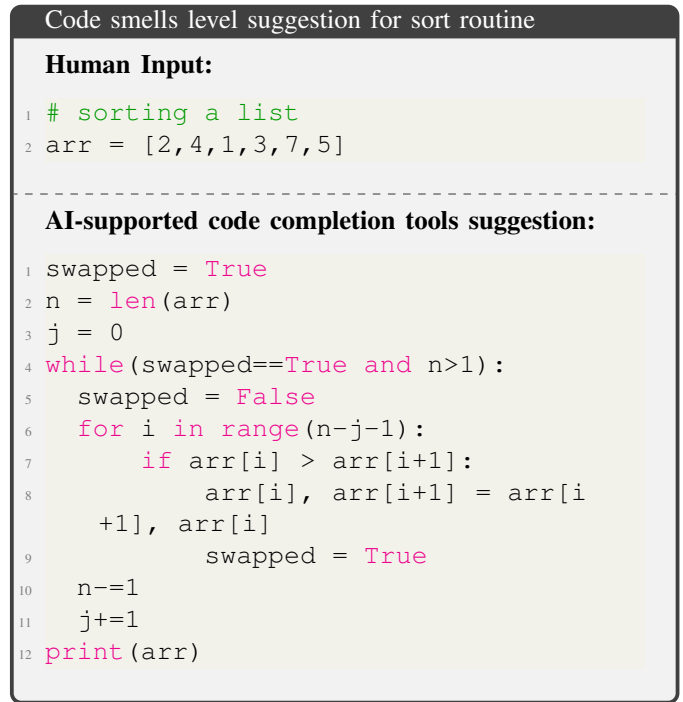 Code smells level suggestion for sort routine
Human Input:
1 # sorting a list
2 arr = [2,4,1,3,7,5]
AI-supported code completion tools suggestion:
1 swapped = True
2 n = len(arr)
3 j = 0
4 while(swapped==True and n>1):
5   swapped = False
6   for i in range(n-j-1):
7       if arr[i] > arr[i+1]:
8           arr[i], arr[i+1] = arr[i
    +1], arr[i]
9           swapped = True
10   n-=1
11   j+=1
12 print(arr)